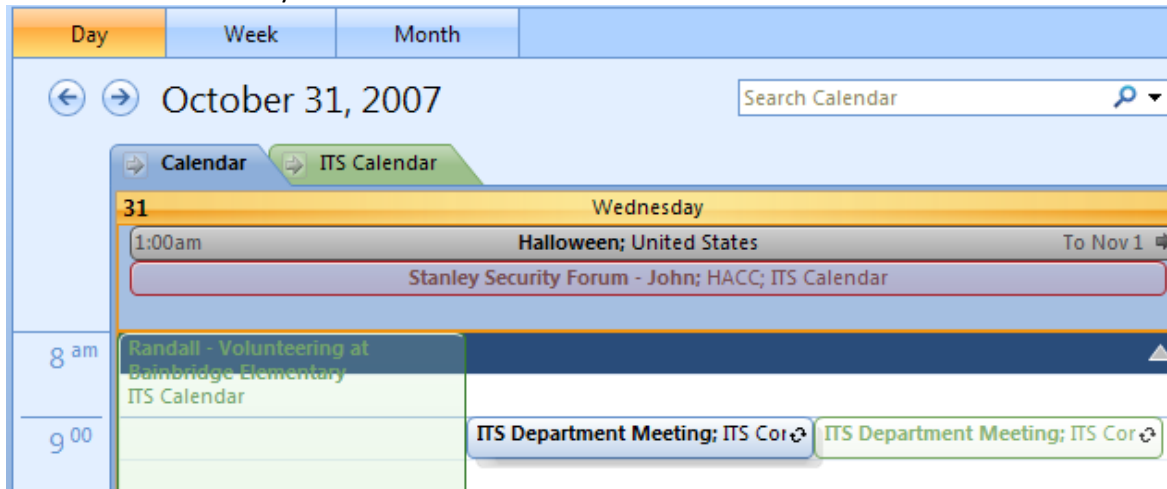 Day Week Month
October 31, 2007 Search Calendar
Calendar ITS Calendar
31 Wednesday
1:00am Halloween; United States To Nov 1
Stanley Security Forum - John; HACC; ITS Calendar
8 am Randall - Volunteering at
Bainbridge Elementary
ITS Calendar
9 00 ITS Department Meeting; ITS Cor ITS Department Meeting; ITS Cor